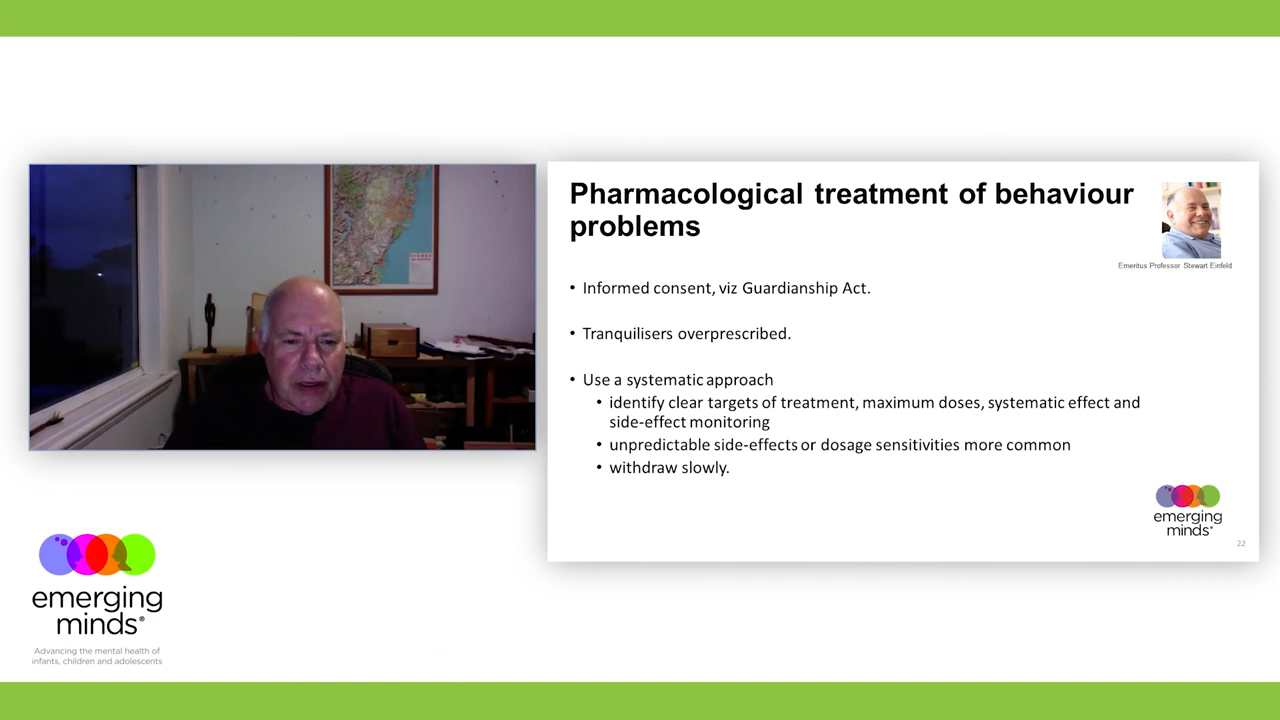 Pharmacological treatment of behaviour
problems
Emeritus Professor Stewart Einfeld
• Informed consent, viz Guardianship Act.
• Tranquilisers overprescribed.
• Use a systematic approach
• identify clear targets of treatment, maximum doses, systematic effect and
side-effect monitoring
• unpredictable side-effects or dosage sensitivities more common
• withdraw slowly.
emerging
minds®
22
emerging
minds®
Advancing the mental health of
infants, children and adolescents